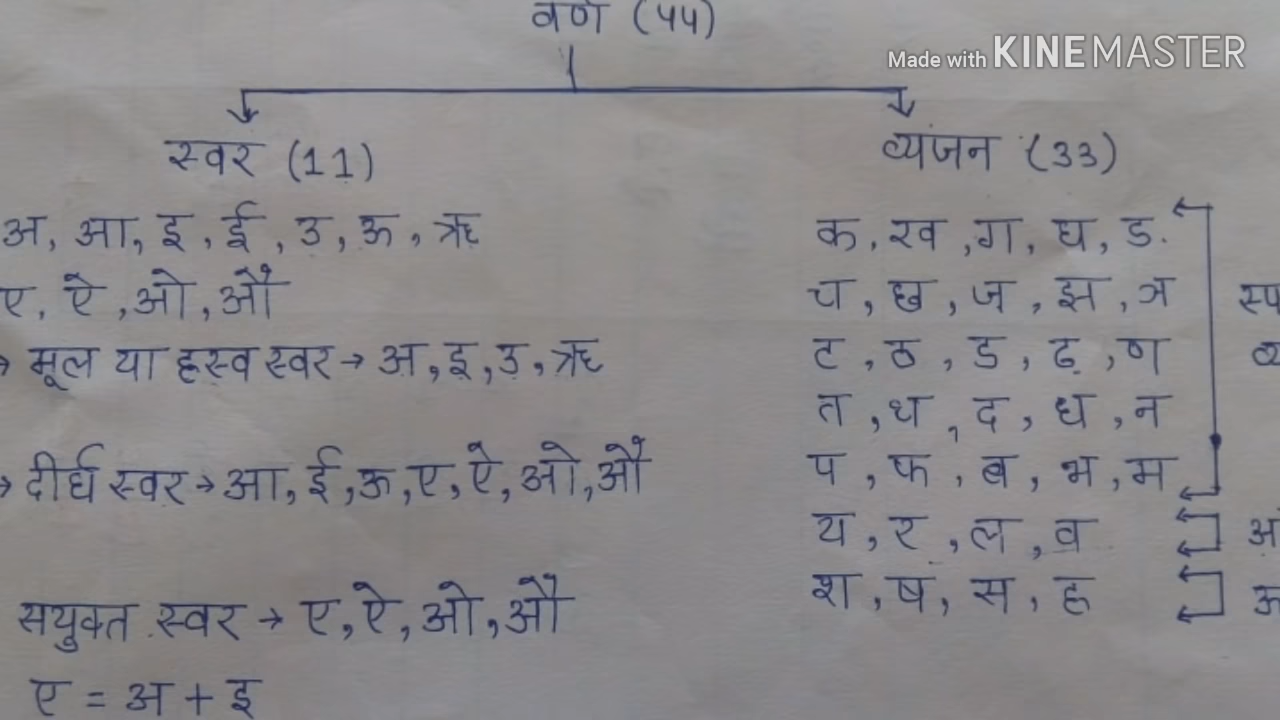 वर्ण (44)
Made with KINEMASTER
स्वर (11)
अ, आ, इ, ई, उ, ऊ, ऋ
ए, ऐ, ओ, औ
→ मूल या ह्रस्व स्वर → अ, इ, उ, ऋ
→ दीर्घ स्वर → आ, ई, ऊ, ए, ऐ, ओ, औ
सयुक्त स्वर → ए, ऐ, ओ, औ
ए = अ + इ
व्यंजन (33)
क, ख, ग, घ, ङ
च, छ, ज, झ, ञ
ट, ठ, ड, ढ, ण
त, थ, द, ध, न
प, फ, ब, भ, म
य, र, ल, व
श, ष, स, ह